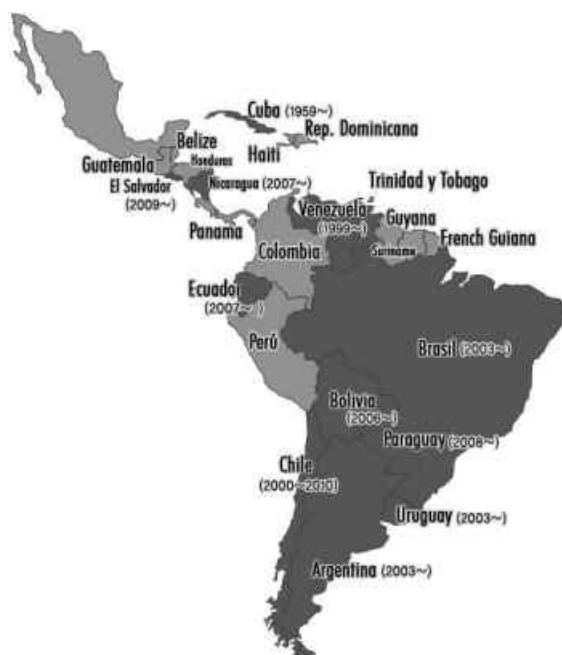 Cuba (1959～)
Rep. Dominicana
Belize
Honduras
Haití
Guatemala
El Salvador
(2009～)
Nicaragua (2007～)
Trinidad y Tobago
Venezuela
(1999～)
Panama
Guyana
Suriname
French Guiana
Colombia
Ecuador
(2007～)
Perú
Brasil (2003～)
Bolivia
(2006～)
Paraguay (2008～)
Chile
(2000～2010)
Uruguay (2003～)
Argentina (2003～)